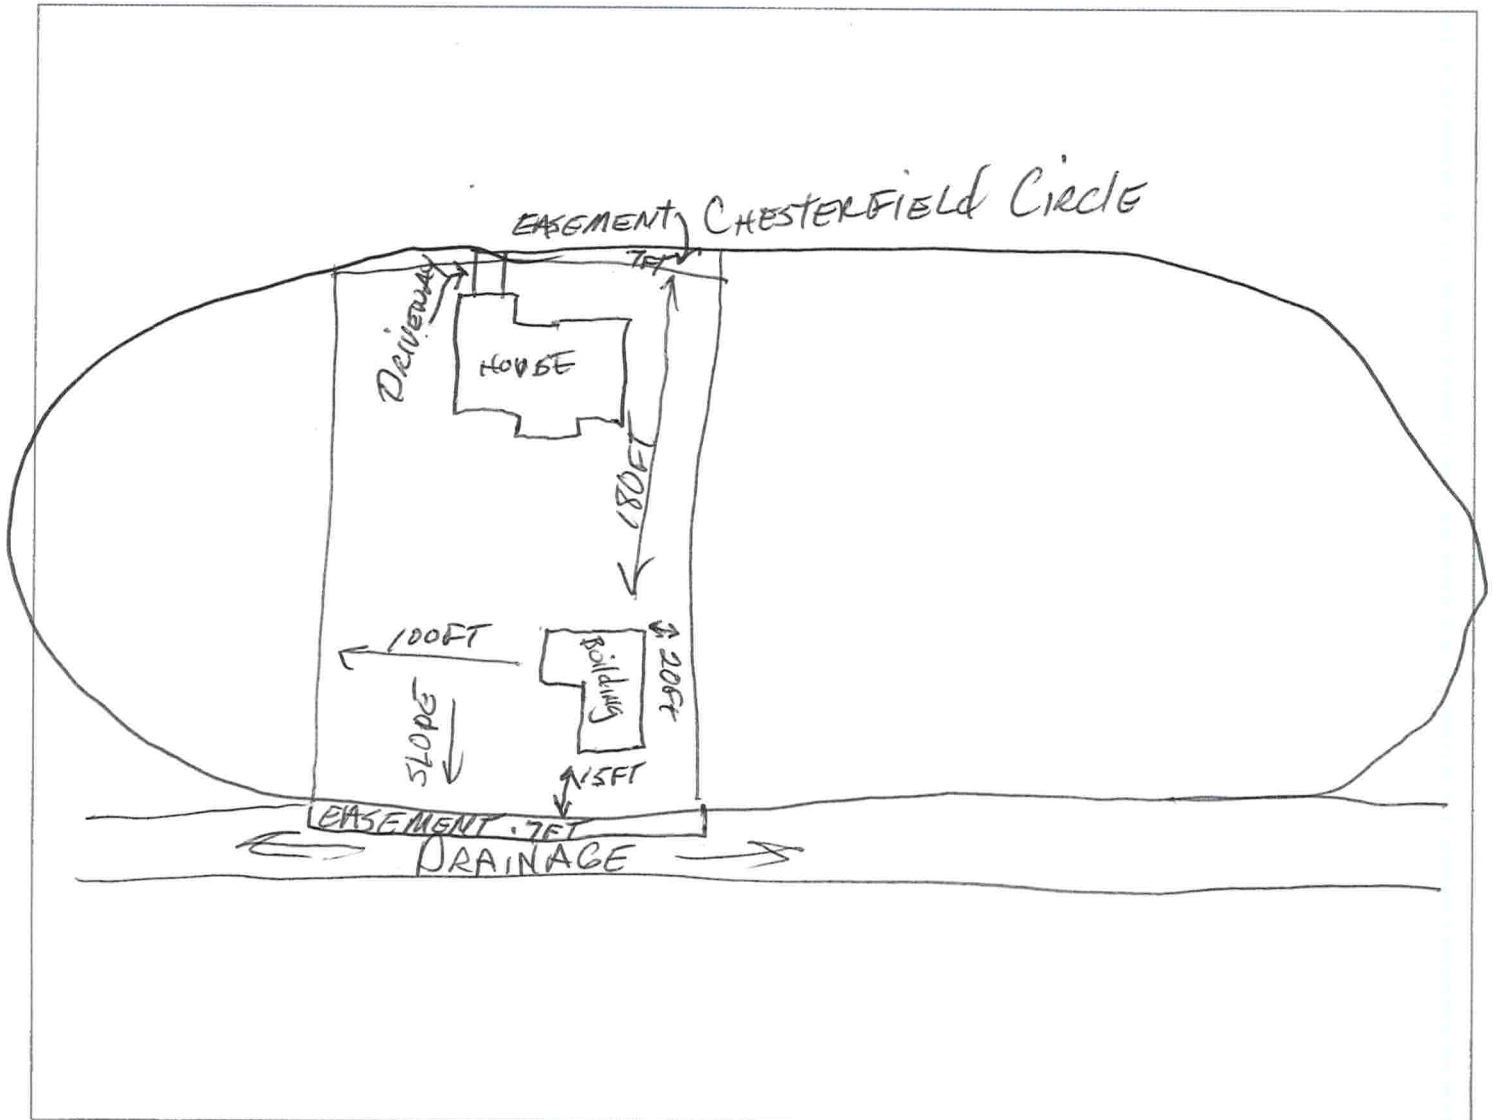 EASEMENT
CHESTERFIELD CIRCLE
7FT
DRIVEWAY
HOUSE
180FT
100FT
Building
20Ft
SLOPE
15FT
EASEMENT . 7FT
DRAINAGE